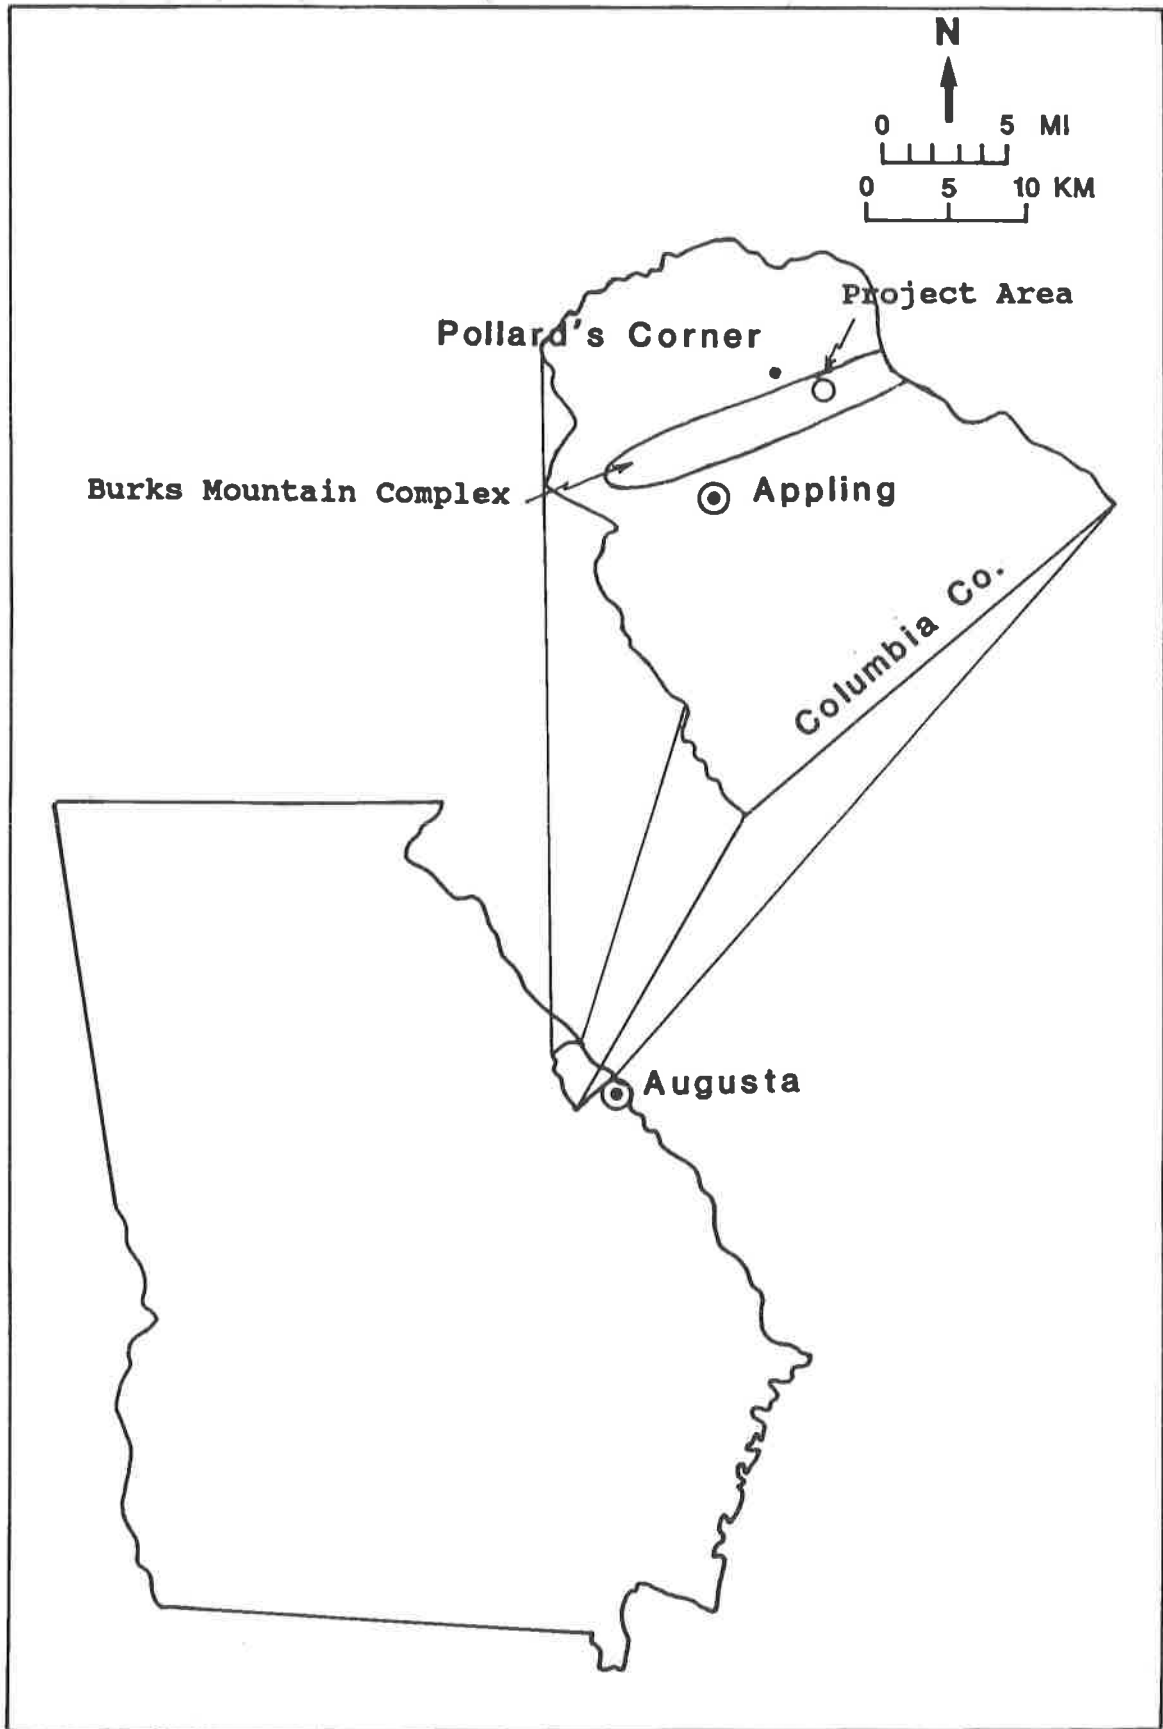 N
0 5 MI
0 5 10 KM
Project Area
Pollard's Corner
Burks Mountain Complex
Appling
Columbia Co.
Augusta